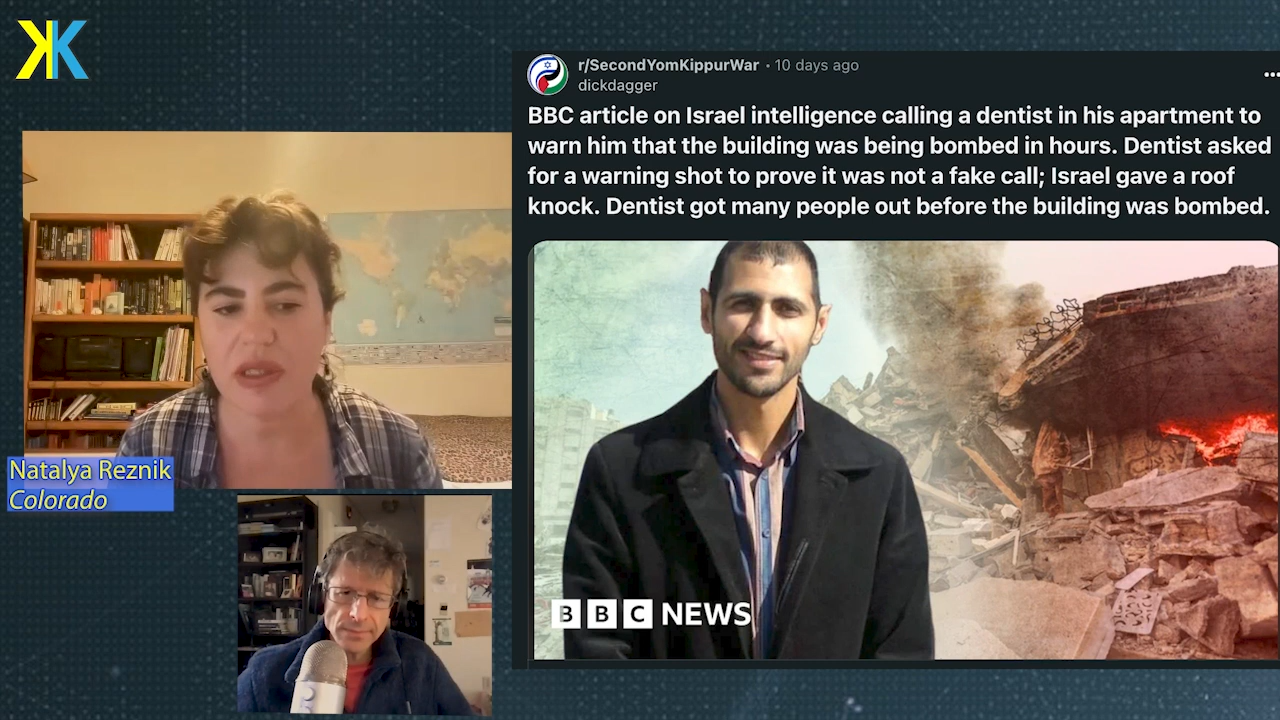 KK
r/SecondYomKippurWar • 10 days ago
dickdagger
BBC article on Israel intelligence calling a dentist in his apartment to
warn him that the building was being bombed in hours. Dentist asked
for a warning shot to prove it was not a fake call; Israel gave a roof
knock. Dentist got many people out before the building was bombed.
Natalya Reznik
Colorado
BBC NEWS